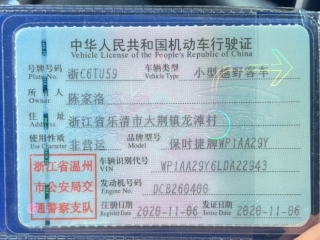 中华人民共和国机动车行驶证
Vehicle License of the People's Republic of China
号牌号码 Plate No. 浙C6TU59 车辆类型 Vehicle Type 小型越野客车
所有人 Owner 陈家洛
住址 Address 浙江省乐清市大荆镇龙滩村
使用性质 Use Character 非营运 品牌型号 Model 保时捷牌WP1AA29Y
浙江省温州市公安局交通警察支队
车辆识别代号 VIN WP1AA29Y6LDA22943
发动机号码 Engine No. DCB260400
注册日期 Register Date 2020-11-06 发证日期 Issue Date 2020-11-06